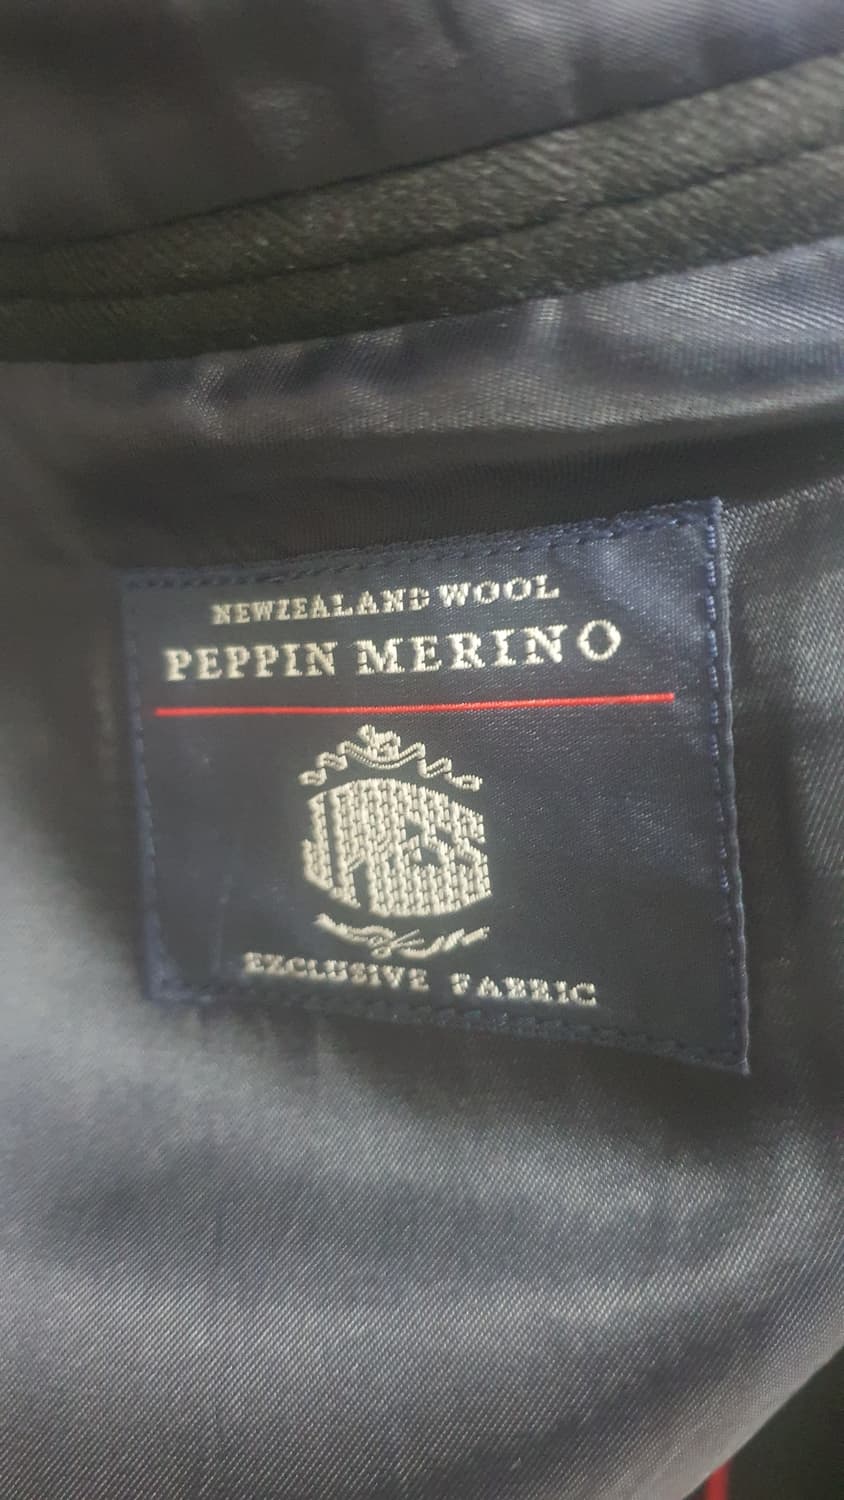 NEWZEALAND WOOL
PEPPIN MERINO
EXCLUSIVE FABRIC